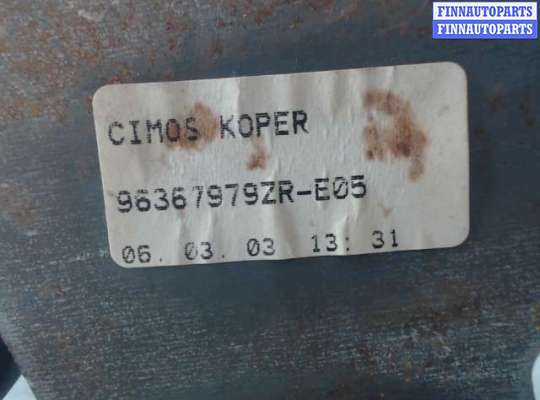 FINNAUTOPARTS
FINNAUTOPARTS
CIMOS KOPER
96367979ZR-E05
06. 03. 03 13: 31